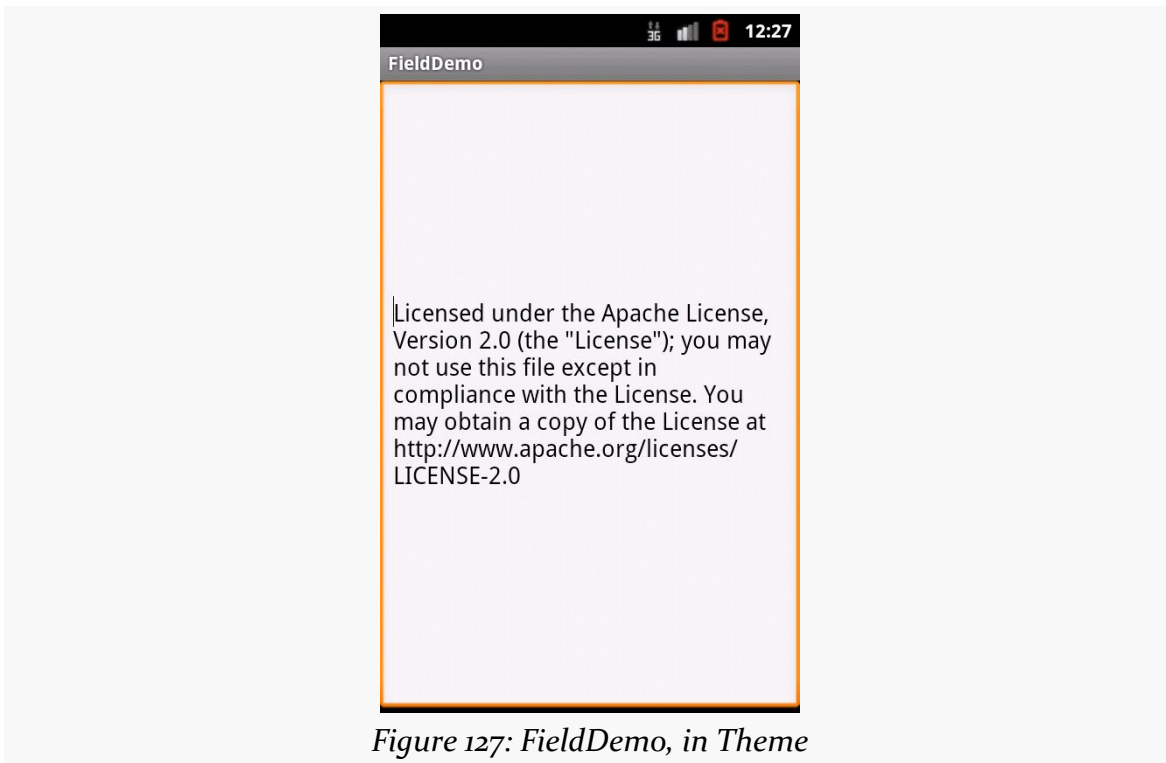 3G 12:27
FieldDemo
Licensed under the Apache License,
Version 2.0 (the "License"); you may
not use this file except in
compliance with the License. You
may obtain a copy of the License at
http://www.apache.org/licenses/
LICENSE-2.0
Figure 127: FieldDemo, in Theme